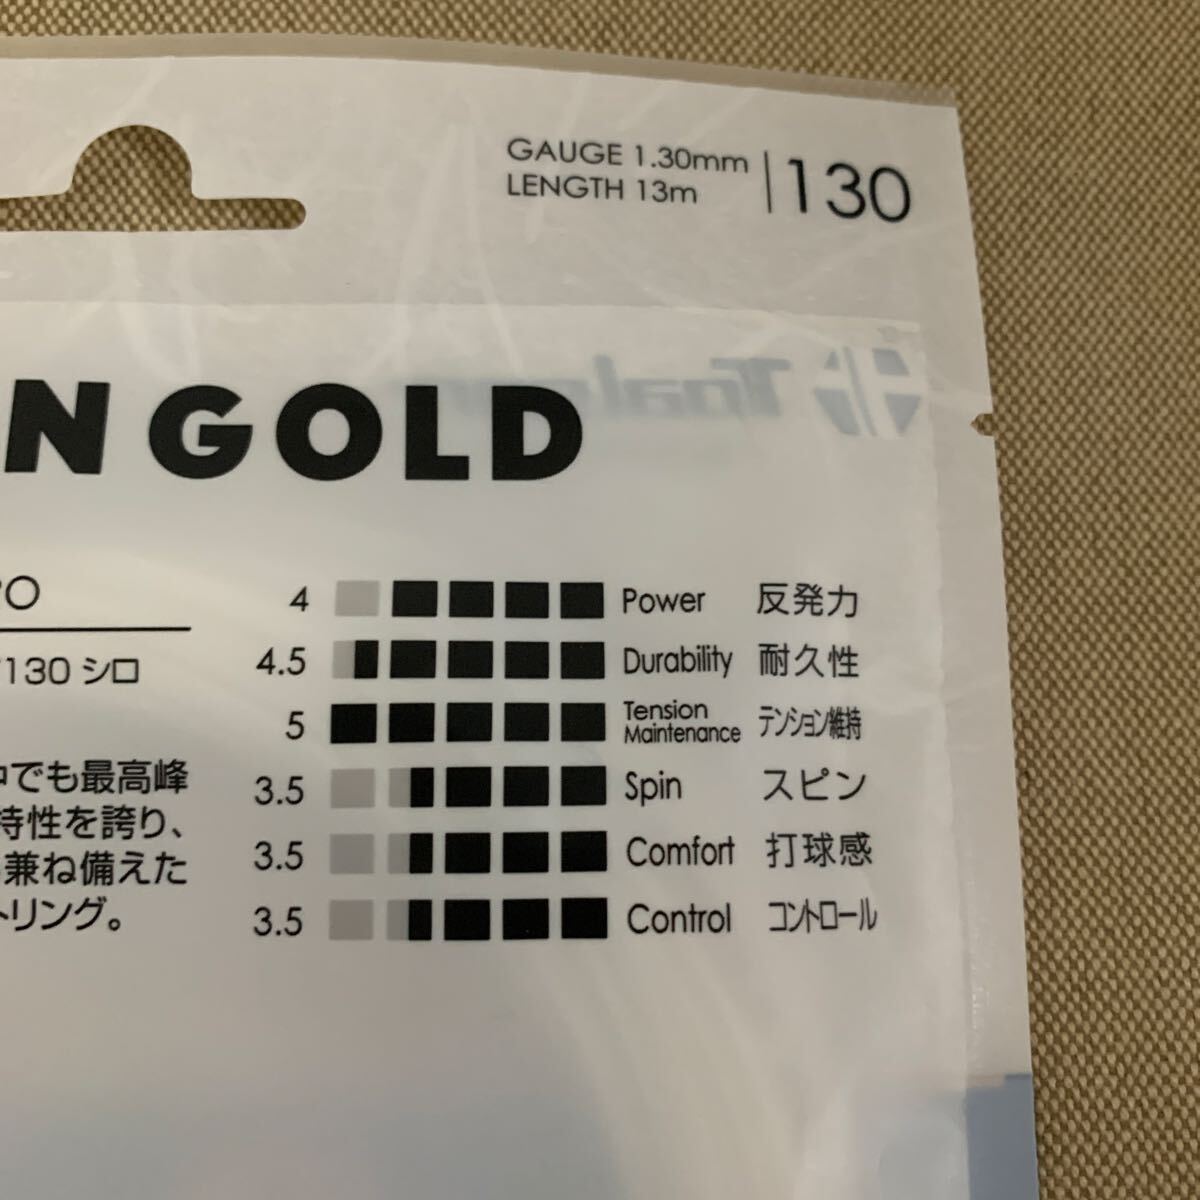 GAUGE 1.30mm
LENGTH 13m
130
N GOLD
4 Power 反発力
4.5 Durability 耐久性
5 Tension Maintenance テンション維持
3.5 Spin スピン
3.5 Comfort 打球感
3.5 Control コントロール
130 シロ
でも最高峰
持性を誇り、
兼ね備えた
トリング。